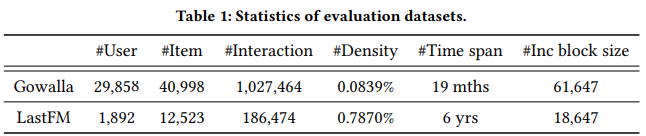 Table 1: Statistics of evaluation datasets.
#User #Item #Interaction #Density #Time span #Inc block size
Gowalla 29,858 40,998 1,027,464 0.0839% 19 mths 61,647
LastFM 1,892 12,523 186,474 0.7870% 6 yrs 18,647